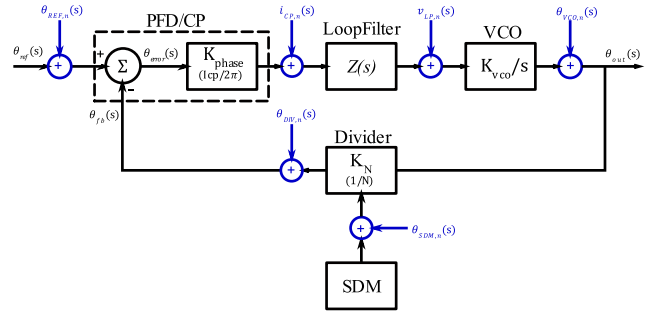 θREF,n(s)
PFD/CP
iCP,n(s)
LoopFilter
vLP,n(s)
VCO
θVCO,n(s)
θref(s)
+
+
Σ
-
θerror(s)
Kphase
(Icp/2π)
+
Z(s)
+
Kvco/s
+
θout(s)
θfb(s)
θDIV,n(s)
+
Divider
KN
(1/N)
+
θSDM,n(s)
SDM